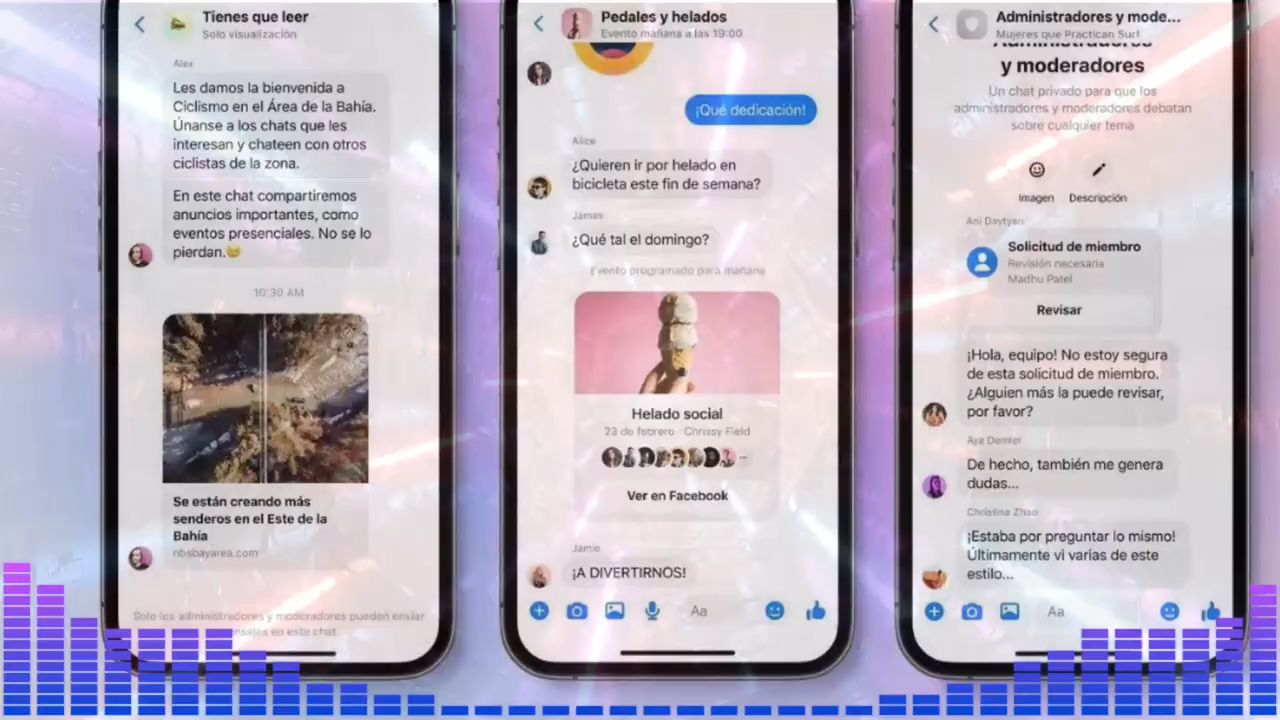 Tienes que leer
Solo visualización
Alex
Les damos la bienvenida a
Ciclismo en el Área de la Bahía.
Únanse a los chats que les
interesan y chateen con otros
ciclistas de la zona.
En este chat compartiremos
anuncios importantes, como
eventos presenciales. No se lo
pierdan.😊
10:30 AM
Se están creando más
senderos en el Este de la
Bahía
nbsbayarea.com
Solo los administradores y moderadores pueden enviar
mensajes en este chat.
Pedales y helados
Evento mañana a las 19:00
¡Qué dedicación!
Alice
¿Quieren ir por helado en
bicicleta este fin de semana?
James
¿Qué tal el domingo?
Evento programado para mañana
Helado social
23 de febrero · Chrissy Field
Ver en Facebook
Jamie
¡A DIVERTIRNOS!
Aa
Administradores y mode...
Mujeres que Practican Surf
Administradores
y moderadores
Un chat privado para que los
administradores y moderadores debatan
sobre cualquier tema
Imagen
Descripción
Ani Davtyan
Solicitud de miembro
Revisión necesaria
Madhu Patel
Revisar
¡Hola, equipo! No estoy segura
de esta solicitud de miembro.
¿Alguien más la puede revisar,
por favor?
Aya Demler
De hecho, también me genera
dudas...
Christina Zhao
¡Estaba por preguntar lo mismo!
Últimamente vi varias de este
estilo...
Aa